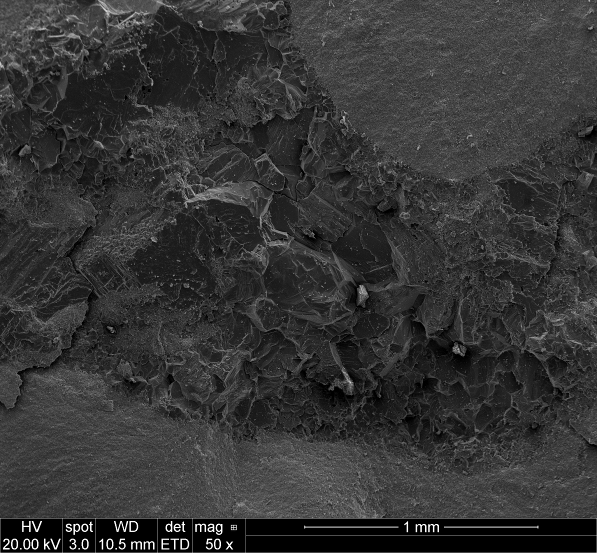 HV spot WD det mag ⊞ 1 mm
20.00 kV 3.0 10.5 mm ETD 50 x